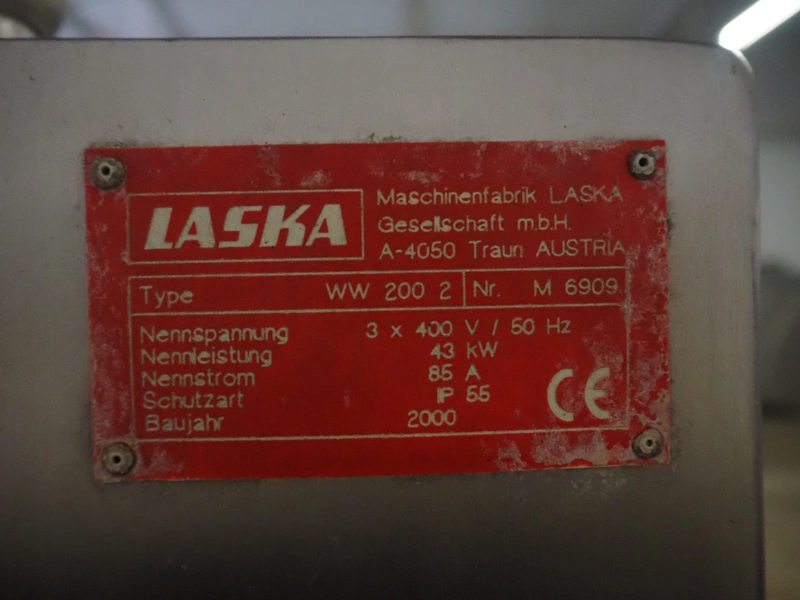 LASKA
Maschinenfabrik LASKA
Gesellschaft m.b.H.
A-4050 Traun AUSTRIA
Type WW 200 2 Nr. M 6909
Nennspannung 3 x 400 V / 50 Hz
Nennleistung 43 kW
Nennstrom 85 A
Schutzart IP 55
Baujahr 2000
CE